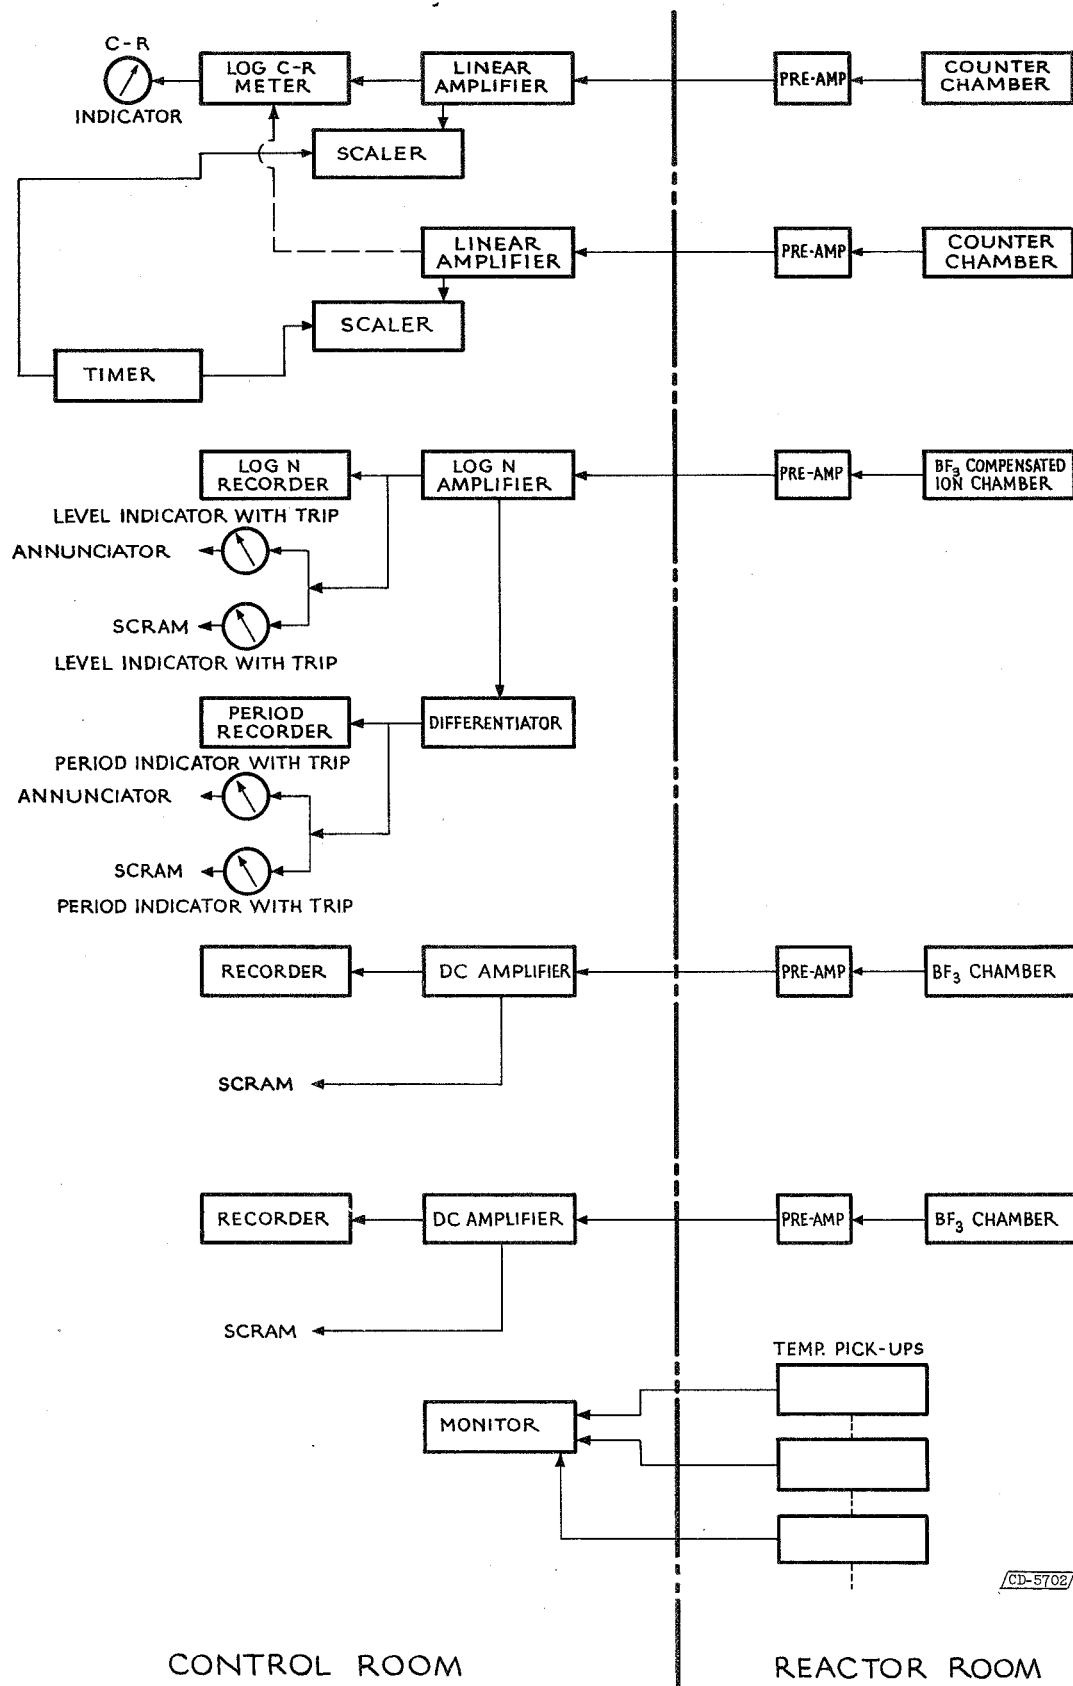 C-R
INDICATOR
LOG C-R
METER
LINEAR
AMPLIFIER
PRE-AMP
COUNTER
CHAMBER
SCALER
LINEAR
AMPLIFIER
PRE-AMP
COUNTER
CHAMBER
SCALER
TIMER
LOG N
RECORDER
LOG N
AMPLIFIER
PRE-AMP
BF3 COMPENSATED
ION CHAMBER
LEVEL INDICATOR WITH TRIP
ANNUNCIATOR
SCRAM
LEVEL INDICATOR WITH TRIP
PERIOD
RECORDER
DIFFERENTIATOR
PERIOD INDICATOR WITH TRIP
ANNUNCIATOR
SCRAM
PERIOD INDICATOR WITH TRIP
RECORDER
DC AMPLIFIER
PRE-AMP
BF3 CHAMBER
SCRAM
RECORDER
DC AMPLIFIER
PRE-AMP
BF3 CHAMBER
SCRAM
TEMP. PICK-UPS
MONITOR
CD-5702
CONTROL ROOM
REACTOR ROOM